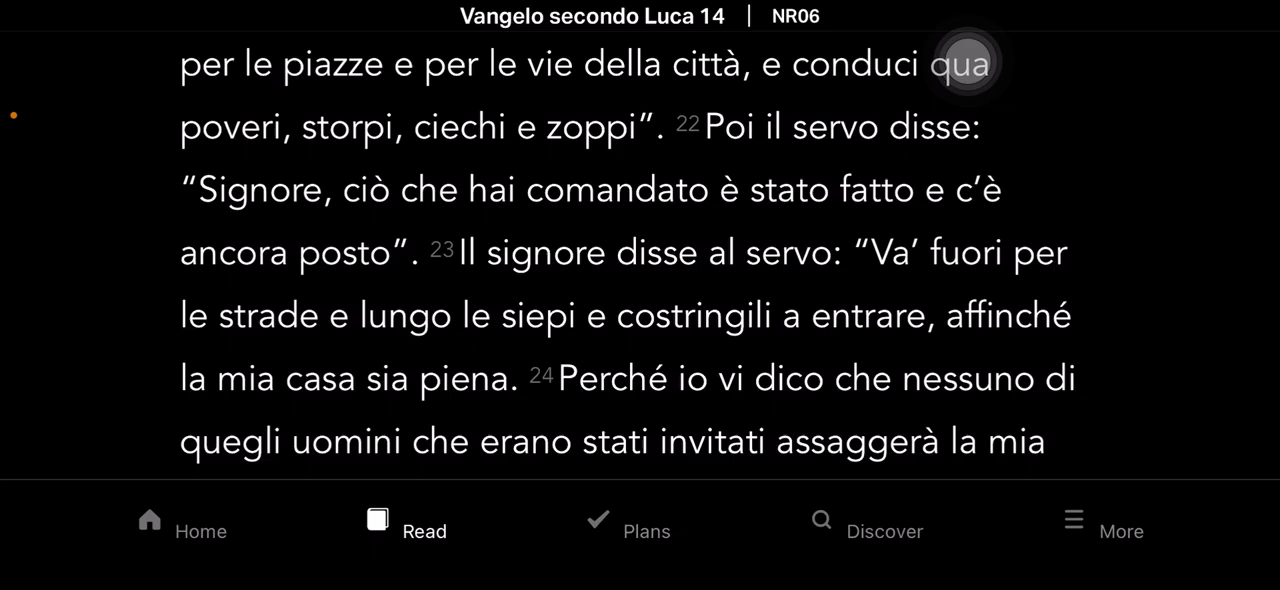 Vangelo secondo Luca 14 | NR06
per le piazze e per le vie della città, e conduci qua
poveri, storpi, ciechi e zoppi”. 22 Poi il servo disse:
“Signore, ciò che hai comandato è stato fatto e c’è
ancora posto”. 23 Il signore disse al servo: “Va’ fuori per
le strade e lungo le siepi e costringili a entrare, affinché
la mia casa sia piena. 24 Perché io vi dico che nessuno di
quegli uomini che erano stati invitati assaggerà la mia
Home Read Plans Discover More